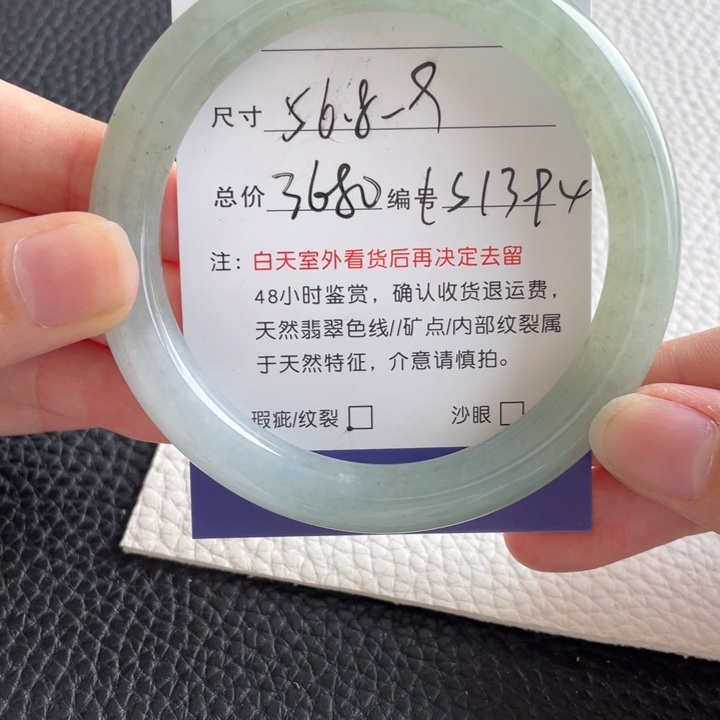 尺寸 56.8-9
总价 3680 编号 t51394
注：白天室外看货后再决定去留
48小时鉴赏，确认收货退运费，
天然翡翠色线//矿点/内部纹裂属
于天然特征，介意请慎拍。
瑕疵/纹裂 沙眼